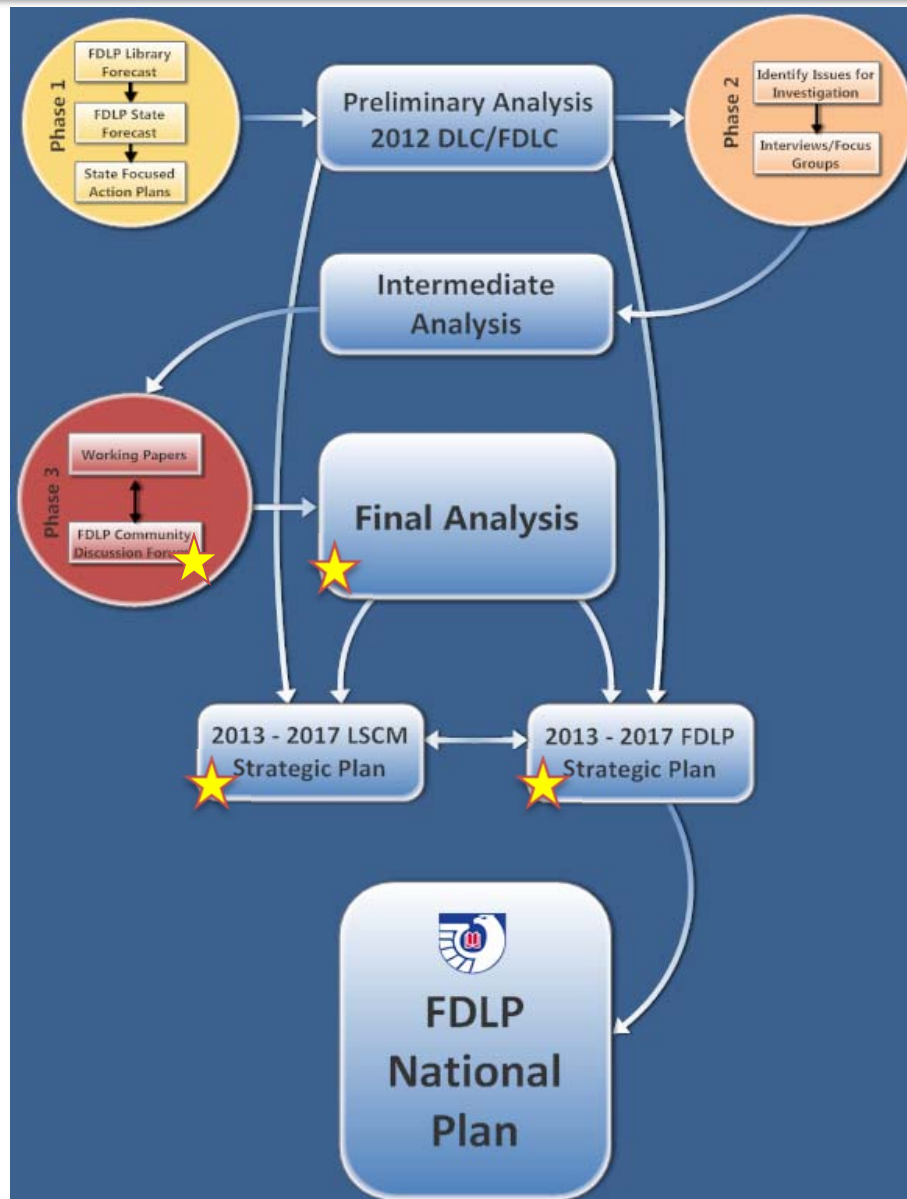 Phase 1
FDLP Library
Forecast
FDLP State
Forecast
State Focused
Action Plans
Preliminary Analysis
2012 DLC/FDLC
Phase 2
Identify Issues for
Investigation
Interviews/Focus
Groups
Intermediate
Analysis
Phase 3
Working Papers
FDLP Community
Discussion
Final Analysis
2013 - 2017 LSCM
Strategic Plan
2013 - 2017 FDLP
Strategic Plan
FDLP
National
Plan